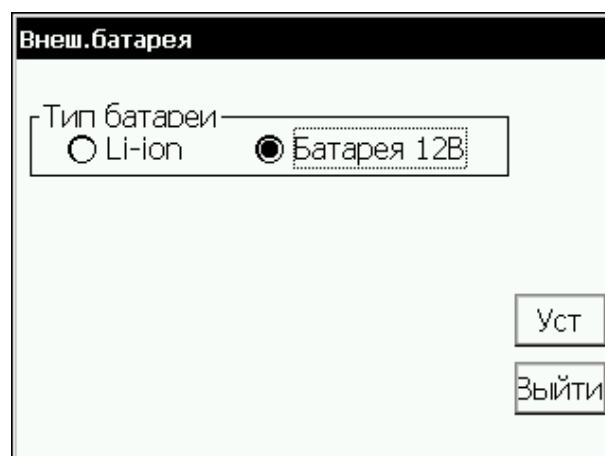 Внеш.батарея
Тип батареи
Li-ion Батарея 12В
Уст
Выйти